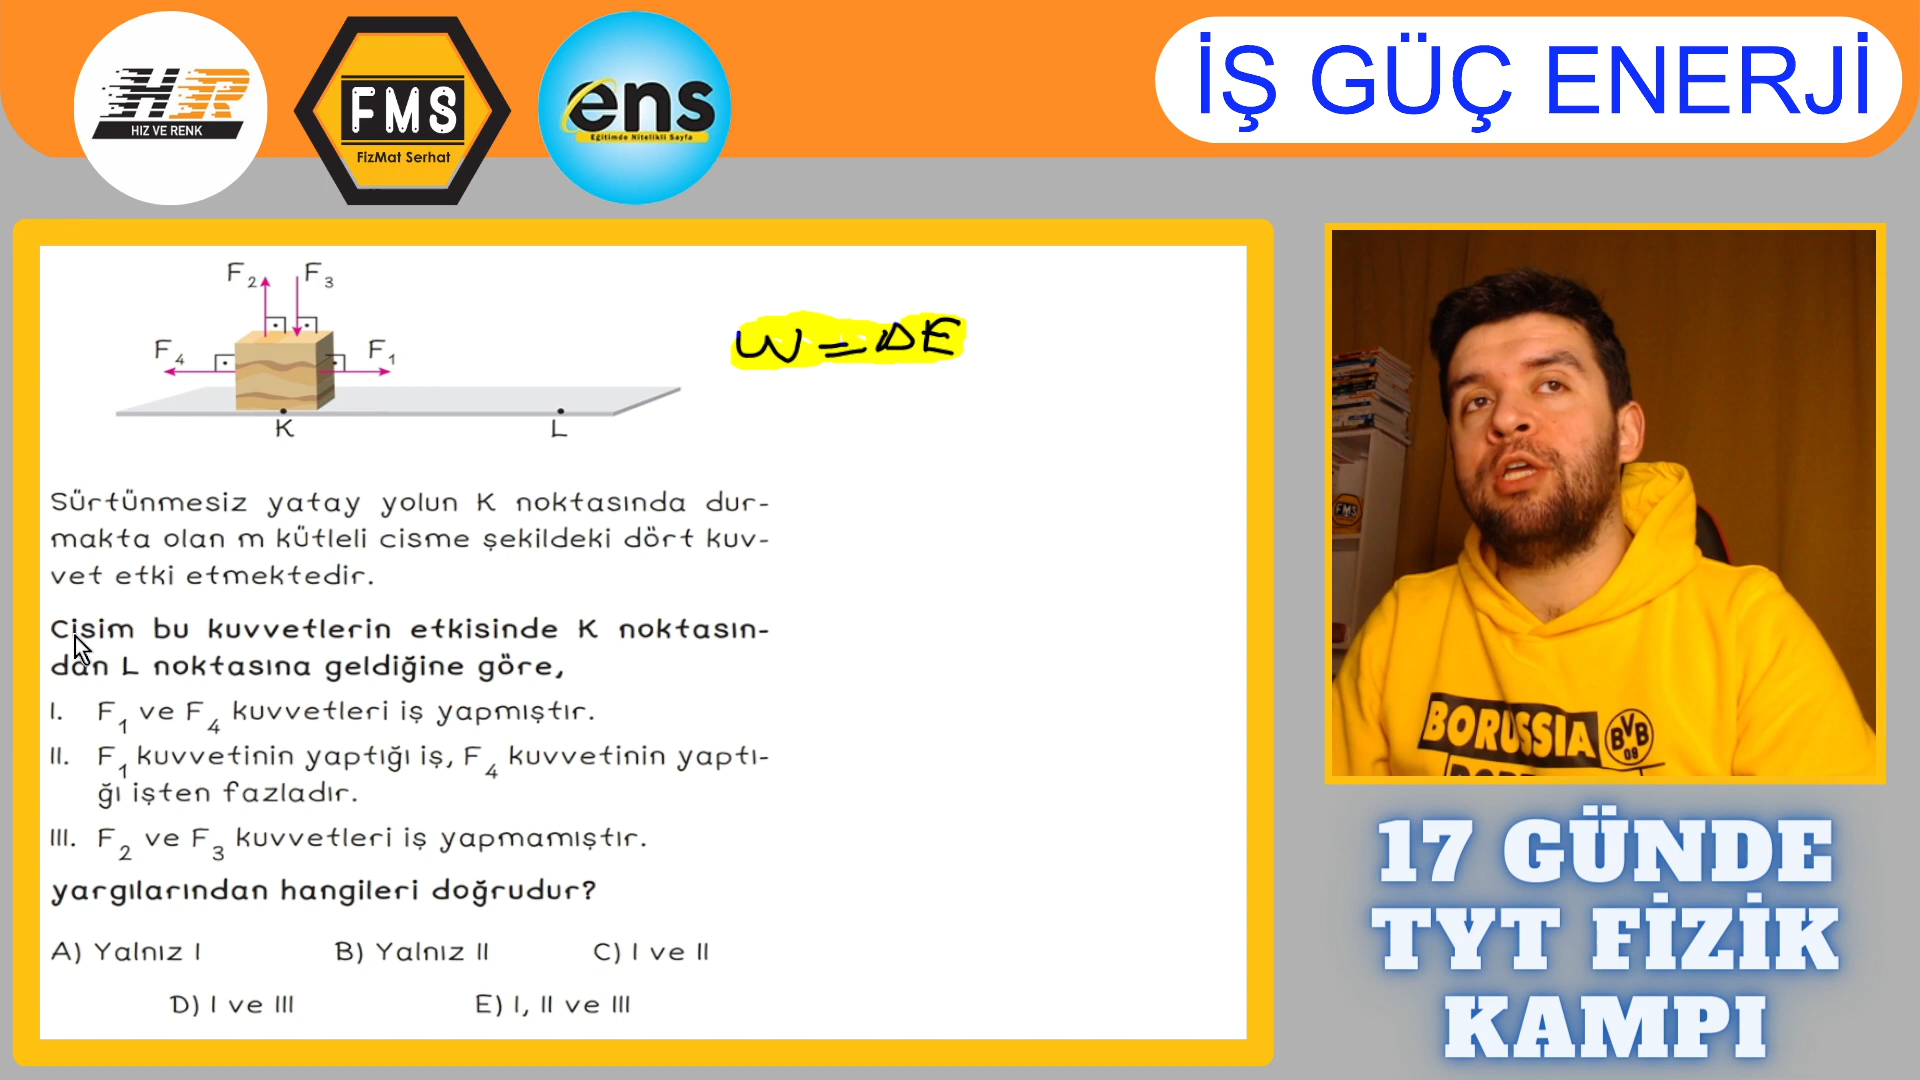 HR
HIZ VE RENK
FMS
FizMat Serhat
ens
Eğitimde Nitelikli Sayfa
İŞ GÜÇ ENERJİ
F2 F3
F4 F1
K L
W = ΔE
Sürtünmesiz yatay yolun K noktasında dur-
makta olan m kütleli cisme şekildeki dört kuv-
vet etki etmektedir.
Cisim bu kuvvetlerin etkisinde K noktasın-
dan L noktasına geldiğine göre,
I. F1 ve F4 kuvvetleri iş yapmıştır.
II. F1 kuvvetinin yaptığı iş, F4 kuvvetinin yaptı-
ğı işten fazladır.
III. F2 ve F3 kuvvetleri iş yapmamıştır.
yargılarından hangileri doğrudur?
A) Yalnız I B) Yalnız II C) I ve II
D) I ve III E) I, II ve III
FMS
BORUSSIA
BVB
09
17 GÜNDE
TYT FİZİK
KAMPI